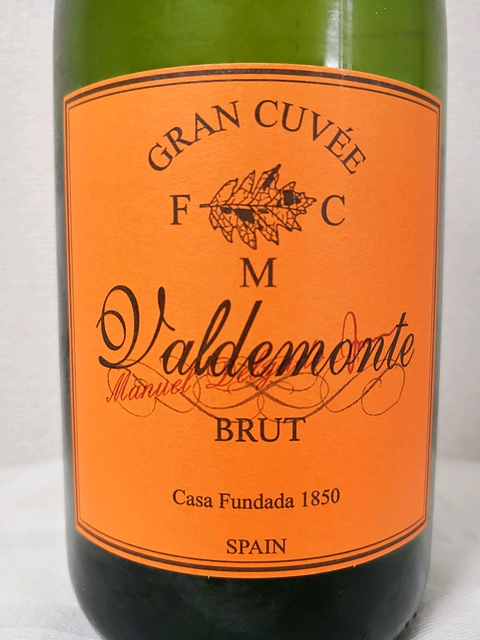 GRAN CUVÉE
F C
M
Valdemonte
Manuel
BRUT
Casa Fundada 1850
SPAIN